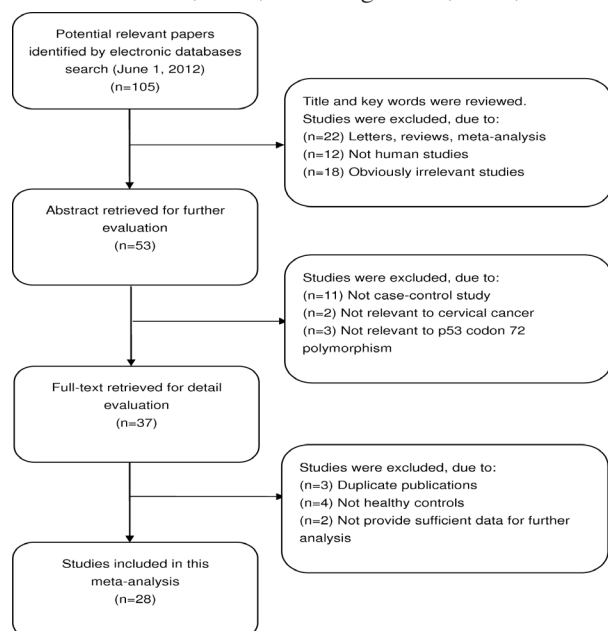 Potential relevant papers
identified by electronic databases
search (June 1, 2012)
(n=105)
Title and key words were reviewed.
Studies were excluded, due to:
(n=22) Letters, reviews, meta-analysis
(n=12) Not human studies
(n=18) Obviously irrelevant studies
Abstract retrieved for further
evaluation
(n=53)
Studies were excluded, due to:
(n=11) Not case-control study
(n=2) Not relevant to cervical cancer
(n=3) Not relevant to p53 codon 72
polymorphism
Full-text retrieved for detail
evaluation
(n=37)
Studies were excluded, due to:
(n=3) Duplicate publications
(n=4) Not healthy controls
(n=2) Not provide sufficient data for further
analysis
Studies included in this
meta-analysis
(n=28)